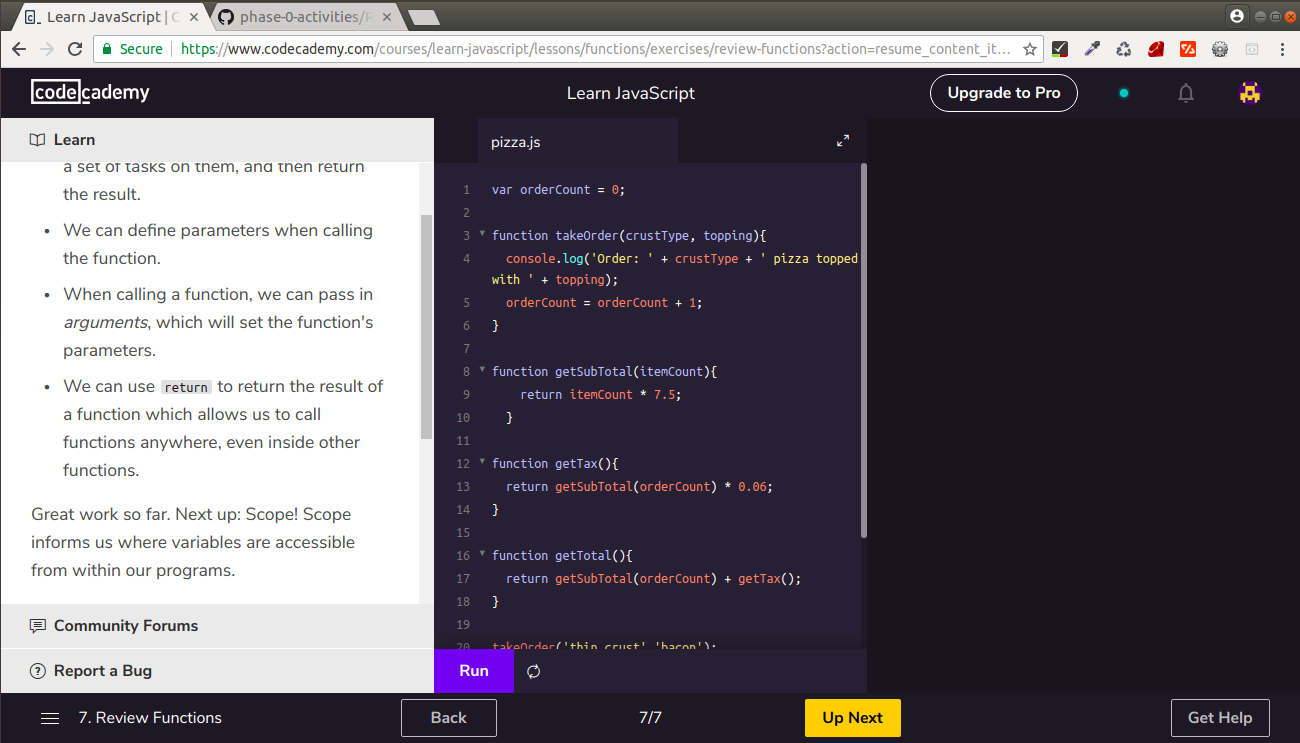 Learn JavaScript | C
phase-0-activities/R
Secure
https://www.codecademy.com/courses/learn-javascript/lessons/functions/exercises/review-functions?action=resume_content_it...
codecademy
Learn JavaScript
Upgrade to Pro
Learn
a set of tasks on them, and then return
the result.
• We can define parameters when calling
the function.
• When calling a function, we can pass in
arguments, which will set the function's
parameters.
• We can use return to return the result of
a function which allows us to call
functions anywhere, even inside other
functions.
Great work so far. Next up: Scope! Scope
informs us where variables are accessible
from within our programs.
Community Forums
Report a Bug
pizza.js
1 var orderCount = 0;
2
3 function takeOrder(crustType, topping){
4 console.log('Order: ' + crustType + ' pizza topped
with ' + topping);
5 orderCount = orderCount + 1;
6 }
7
8 function getSubTotal(itemCount){
9 return itemCount * 7.5;
10 }
11
12 function getTax(){
13 return getSubTotal(orderCount) * 0.06;
14 }
15
16 function getTotal(){
17 return getSubTotal(orderCount) + getTax();
18 }
19
20 takeOrder('thin crust' 'bacon');
Run
7. Review Functions
Back
7/7
Up Next
Get Help